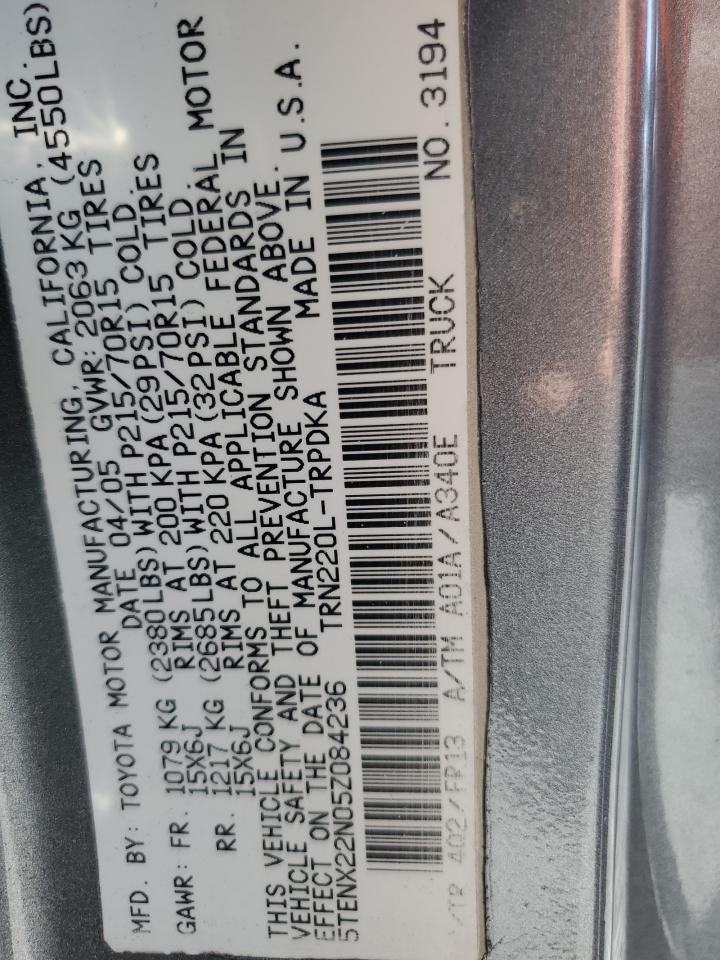 MFD. BY: TOYOTA MOTOR MANUFACTURING, CALIFORNIA, INC.
DATE 04/05 GVWR: 2063 KG (4550LBS)
GAWR: FR. 1079 KG (2380LBS) WITH P215/70R15 TIRES
15X6J RIMS AT 200 KPA (29PSI) COLD.
RR. 1217 KG (2685LBS) WITH P215/70R15 TIRES
15X6J RIMS AT 220 KPA (32PSI) COLD.
THIS VEHICLE CONFORMS TO ALL APPLICABLE FEDERAL MOTOR
VEHICLE SAFETY AND THEFT PREVENTION STANDARDS IN
EFFECT ON THE DATE OF MANUFACTURE SHOWN ABOVE.
5TENX22N05Z084236 TRN220L-TRPDKA MADE IN U.S.A.
/TR 402/FR13 A/TM A01A/A340E TRUCK NO. 3194